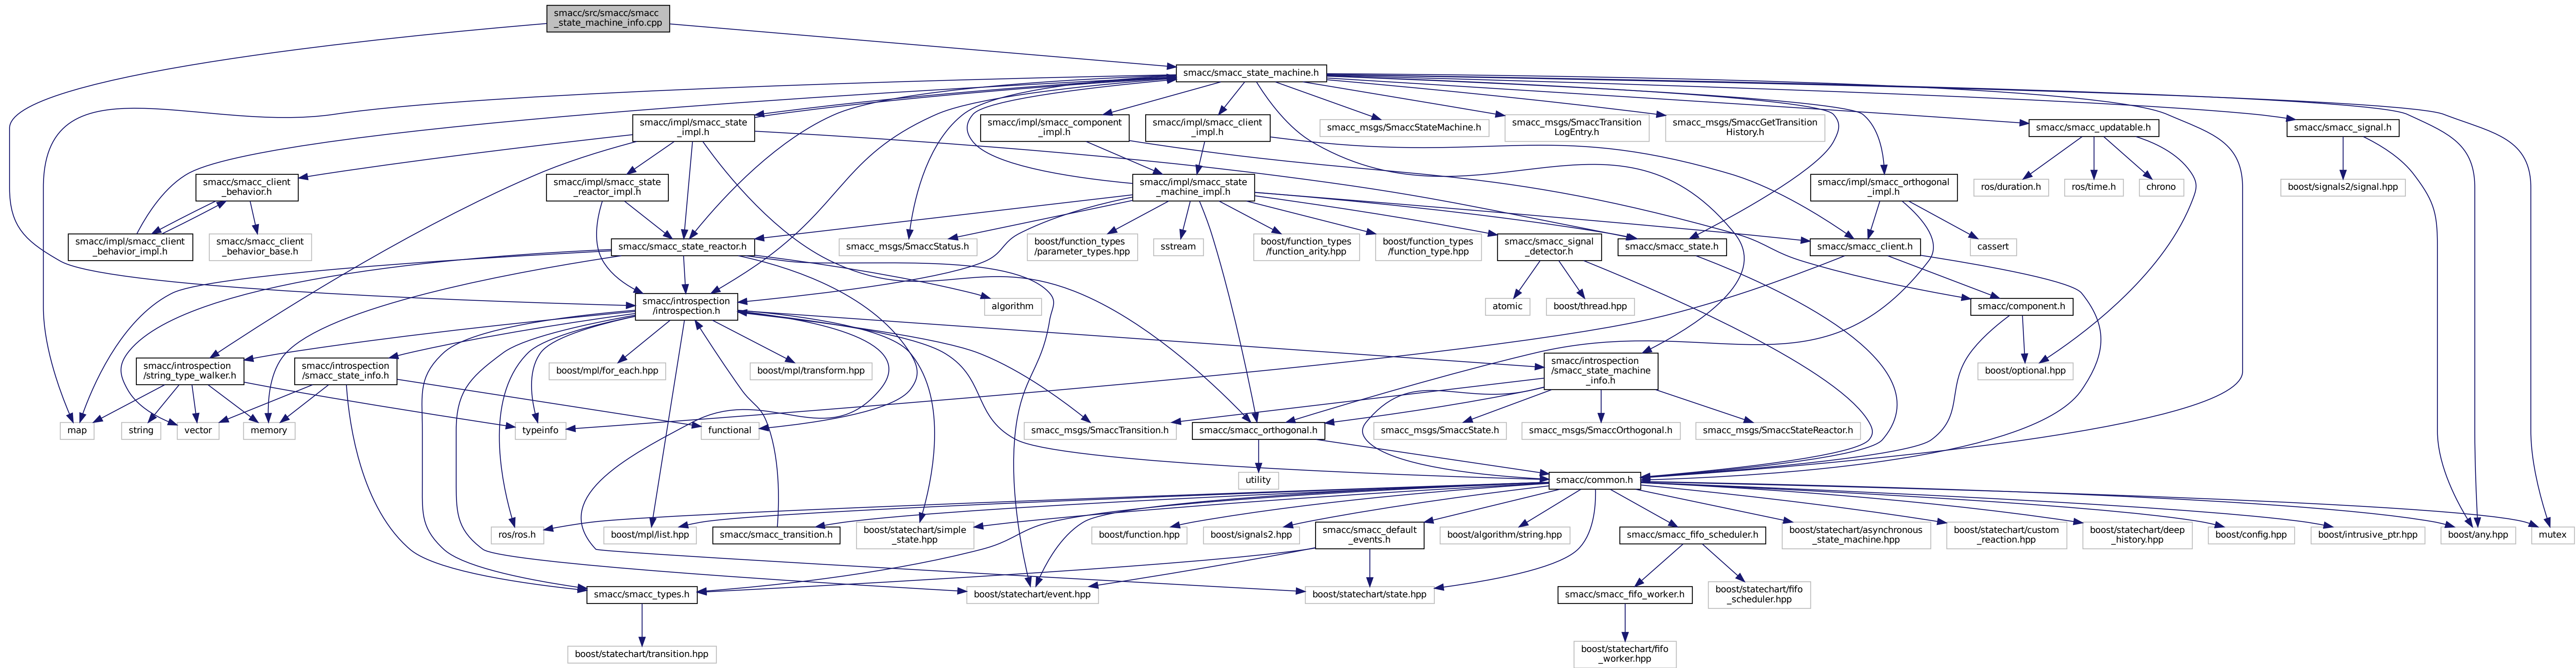 smacc/src/smacc/smacc
_state_machine_info.cpp
smacc/smacc_state_machine.h
smacc/impl/smacc_state
_impl.h
smacc/impl/smacc_component
_impl.h
smacc/impl/smacc_client
_impl.h
smacc_msgs/SmaccStateMachine.h
smacc_msgs/SmaccTransition
LogEntry.h
smacc_msgs/SmaccGetTransition
History.h
smacc/smacc_updatable.h
smacc/smacc_signal.h
smacc/smacc_client
_behavior.h
smacc/impl/smacc_state
_reactor_impl.h
smacc/impl/smacc_state
_machine_impl.h
smacc/impl/smacc_orthogonal
_impl.h
ros/duration.h
ros/time.h
chrono
boost/signals2/signal.hpp
smacc/impl/smacc_client
_behavior_impl.h
smacc/smacc_client
_behavior_base.h
smacc/smacc_state_reactor.h
smacc_msgs/SmaccStatus.h
boost/function_types
/parameter_types.hpp
sstream
boost/function_types
/function_arity.hpp
boost/function_types
/function_type.hpp
smacc/smacc_signal
_detector.h
smacc/smacc_state.h
smacc/smacc_client.h
cassert
smacc/introspection
/introspection.h
algorithm
atomic
boost/thread.hpp
smacc/component.h
smacc/introspection
/string_type_walker.h
smacc/introspection
/smacc_state_info.h
boost/mpl/for_each.hpp
boost/mpl/transform.hpp
smacc/introspection
/smacc_state_machine
_info.h
boost/optional.hpp
map
string
vector
memory
typeinfo
functional
smacc_msgs/SmaccTransition.h
smacc/smacc_orthogonal.h
smacc_msgs/SmaccState.h
smacc_msgs/SmaccOrthogonal.h
smacc_msgs/SmaccStateReactor.h
utility
smacc/common.h
ros/ros.h
boost/mpl/list.hpp
smacc/smacc_transition.h
boost/statechart/simple
_state.hpp
boost/function.hpp
boost/signals2.hpp
smacc/smacc_default
_events.h
boost/algorithm/string.hpp
smacc/smacc_fifo_scheduler.h
boost/statechart/asynchronous
_state_machine.hpp
boost/statechart/custom
_reaction.hpp
boost/statechart/deep
_history.hpp
boost/config.hpp
boost/intrusive_ptr.hpp
boost/any.hpp
mutex
smacc/smacc_types.h
boost/statechart/event.hpp
boost/statechart/state.hpp
smacc/smacc_fifo_worker.h
boost/statechart/fifo
_scheduler.hpp
boost/statechart/transition.hpp
boost/statechart/fifo
_worker.hpp